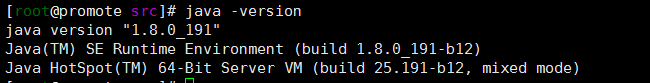 [root@promote src]# java -version
java version "1.8.0_191"
Java(TM) SE Runtime Environment (build 1.8.0_191-b12)
Java HotSpot(TM) 64-Bit Server VM (build 25.191-b12, mixed mode)